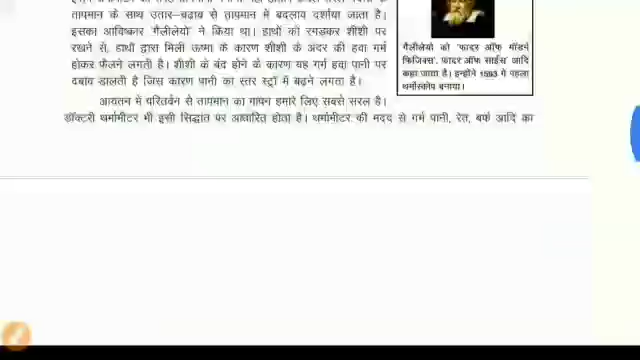 तापमान के साथ उतार–चढ़ाव से तापमान में बदलाव दर्शाया जाता है।
इसका आविष्कार 'गैलीलियो' ने किया था। हाथों को रगड़कर शीशी पर
रखने से, हाथों द्वारा मिली ऊष्मा के कारण शीशी के अंदर की हवा गर्म
होकर फैलने लगती है। शीशी के बंद होने के कारण यह गर्म हवा पानी पर
दबाव डालती है जिस कारण पानी का स्तर स्ट्रॉ में बढ़ने लगता है।
आयतन में परितर्बन से तापमान का मापन हमारे लिए सबसे सरल है।
डॉक्टरी थर्मामीटर भी इसी सिद्धात पर आधारित होता है। थर्मामीटर की मदद से गर्म पानी, रेत, बर्फ आदि का
गैलीलेयो को 'फादर ऑफ् मॉडर्न
फिजिक्स', फादर ऑफ साईंस आदि
कहा जाता है। इन्होंने 1593 में पहला
थर्मोस्कोप बनाया।